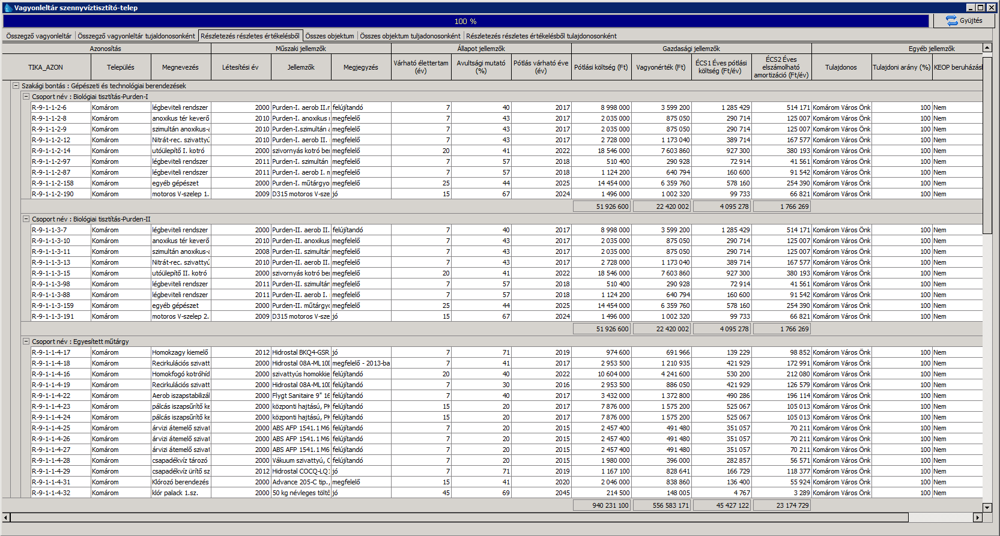 Vagyonleltár szennyvíztisztító-telep
100 %
Gyüjtés
Összegző vagyonleltár Összegző vagyonleltár tujaldonosonként Részletezés részletes értékelésből Összes objektum Összes objektum tuljadonosonként Részletezés részletes értékelésből tulajdonosonként
Azonosítás Műszaki jellemzők Állapot jellemzők Gazdasági jellemzők Egyéb jellemzők
TIKA_AZON Település Megnevezés Létesítési év Jellemzők Megjegyzés Várható élettertam (év) Avultsági mutató (%) Pótlás várható éve (év) Pótlási költség (Ft) Vagyonérték (Ft) ÉCS1 Éves pótlási költség (Ft/év) ÉCS2 Éves elszámolható amortizáció (Ft/év) Tulajdonos Tulajdoni arány (%) KEOP beruházásl
Szakági bontás : Gépészeti és technológiai berendezések
Csoport név : Biológiai tisztítás-Purden-I
R-9-1-1-2-6 Komárom légbeviteli rendszer 2000 Purden-I. aerob II.m felújítandó 7 40 2017 8 998 000 3 599 200 1 285 429 514 171 Komárom Város Önk 100 Nem
R-9-1-1-2-8 Komárom anoxikus tér keverő 2010 Purden-I. anoxikus megfelelő 7 43 2017 2 035 000 875 050 290 714 125 007 Komárom Város Önk 100 Nem
R-9-1-1-2-9 Komárom szimultán anoxikus-a 2010 Purden-I.szimultán a megfelelő 7 43 2017 2 035 000 875 050 290 714 125 007 Komárom Város Önk 100 Nem
R-9-1-1-2-12 Komárom Nitrát-rec. szivattyú 2010 Purden-I. aerob II. megfelelő 7 43 2017 2 728 000 1 173 040 389 714 167 577 Komárom Város Önk 100 Nem
R-9-1-1-2-14 Komárom utóülepítő I. kotró 2000 szivornyás kotró ber megfelelő 20 41 2022 18 546 000 7 603 860 927 300 380 193 Komárom Város Önk 100 Nem
R-9-1-1-2-97 Komárom légbeviteli rendszer 2011 Purden-I. szimultán megfelelő 7 57 2018 510 400 290 928 72 914 41 561 Komárom Város Önk 100 Nem
R-9-1-1-2-87 Komárom légbeviteli rendszer 2011 Purden-I. aerob I. m megfelelő 7 57 2018 1 124 200 640 794 160 600 91 542 Komárom Város Önk 100 Nem
R-9-1-1-2-158 Komárom egyéb gépészet 2000 Purden-I. műtárgyo megfelelő 25 44 2025 14 454 000 6 359 760 578 160 254 390 Komárom Város Önk 100 Nem
R-9-1-1-2-190 Komárom motoros V-szelep 1. 2009 D315 motoros V-sze jó 15 67 2024 1 496 000 1 002 320 99 733 66 821 Komárom Város Önk 100 Nem
51 926 600 22 420 002 4 095 278 1 766 269
Csoport név : Biológiai tisztítás-Purden-II
R-9-1-1-3-7 Komárom légbeviteli rendszer 2000 Purden-II. aerob II. felújítandó 7 40 2017 8 998 000 3 599 200 1 285 429 514 171 Komárom Város Önk 100 Nem
R-9-1-1-3-10 Komárom anoxikus tér keverő 2010 Purden-II. anoxikus megfelelő 7 43 2017 2 035 000 875 050 290 714 125 007 Komárom Város Önk 100 Nem
R-9-1-1-3-11 Komárom szimultán anoxikus-a 2008 Purden-II. szimultán megfelelő 7 43 2017 2 035 000 875 050 290 714 125 007 Komárom Város Önk 100 Nem
R-9-1-1-3-13 Komárom Nitrát-rec. szivattyú 2010 Purden-II. aerob II. megfelelő 7 43 2017 2 728 000 1 173 040 389 714 167 577 Komárom Város Önk 100 Nem
R-9-1-1-3-15 Komárom utóülepítő II. kotró 2000 szivornyás kotró ber megfelelő 20 41 2022 18 546 000 7 603 860 927 300 380 193 Komárom Város Önk 100 Nem
R-9-1-1-3-98 Komárom légbeviteli rendszer 2011 Purden-II. szimultán megfelelő 7 57 2018 510 400 290 928 72 914 41 561 Komárom Város Önk 100 Nem
R-9-1-1-3-88 Komárom légbeviteli rendszer 2011 Purden-II. aerob I. megfelelő 7 57 2018 1 124 200 640 794 160 600 91 542 Komárom Város Önk 100 Nem
R-9-1-1-3-159 Komárom egyéb gépészet 2000 Purden-II. műtárgyo megfelelő 25 44 2025 14 454 000 6 359 760 578 160 254 390 Komárom Város Önk 100 Nem
R-9-1-1-3-191 Komárom motoros V-szelep 2. 2009 D315 motoros V-sze jó 15 67 2024 1 496 000 1 002 320 99 733 66 821 Komárom Város Önk 100 Nem
51 926 600 22 420 002 4 095 278 1 766 269
Csoport név : Egyesített műtárgy
R-9-1-1-4-17 Komárom Homokzagy kiemelő 2012 Hidrostal BKQ4-GSR jó 7 71 2019 974 600 691 966 139 229 98 852 Komárom Város Önk 100 Nem
R-9-1-1-4-18 Komárom Recirkulációs szivatt 2000 Hidrostal 08A-ML10D megfelelő - 2013-ba 7 41 2017 2 953 500 1 210 935 421 929 172 991 Komárom Város Önk 100 Nem
R-9-1-1-4-16 Komárom Homokfogó kotróhíd 2000 szivattyús homokkie felújítandó 20 40 2022 10 604 000 4 241 600 530 200 212 080 Komárom Város Önk 100 Nem
R-9-1-1-4-19 Komárom Recirkulációs szivatt 2000 Hidrostal 08A-ML10D felújítandó 7 30 2016 2 953 500 886 050 421 929 126 579 Komárom Város Önk 100 Nem
R-9-1-1-4-22 Komárom Aerob iszapstabilizál 2000 Flygt Sanitaire 9" 16 felújítandó 7 40 2017 3 432 000 1 372 800 490 286 196 114 Komárom Város Önk 100 Nem
R-9-1-1-4-23 Komárom pálcás iszapsűrítő ke 2000 központi hajtású, PK felújítandó 15 20 2017 7 876 000 1 575 200 525 067 105 013 Komárom Város Önk 100 Nem
R-9-1-1-4-24 Komárom pálcás iszapsűrítő ke 2000 központi hajtású, PK felújítandó 15 20 2017 7 876 000 1 575 200 525 067 105 013 Komárom Város Önk 100 Nem
R-9-1-1-4-25 Komárom árvizi átemelő szivat 2000 ABS AFP 1541.1 M6 felújítandó 7 20 2015 2 457 400 491 480 351 057 70 211 Komárom Város Önk 100 Nem
R-9-1-1-4-26 Komárom árvizi átemelő szivat 2000 ABS AFP 1541.1 M6 felújítandó 7 20 2015 2 457 400 491 480 351 057 70 211 Komárom Város Önk 100 Nem
R-9-1-1-4-27 Komárom árvizi átemelő szivat 2000 ABS AFP 1541.1 M6 felújítandó 7 20 2015 2 457 400 491 480 351 057 70 211 Komárom Város Önk 100 Nem
R-9-1-1-4-28 Komárom csapadékvíz tározó 2000 Vákuum szivattyú, C felújítandó 7 20 2015 1 980 000 396 000 282 857 56 571 Komárom Város Önk 100 Nem
R-9-1-1-4-29 Komárom csapadékvíz ürítő sz 2012 Hidrostal COCQ-LQ1 jó 7 71 2019 1 167 100 828 641 166 729 118 377 Komárom Város Önk 100 Nem
R-9-1-1-4-31 Komárom Klórozó berendezés 2000 Advance 205-C tip., megfelelő 15 41 2020 2 046 000 838 860 136 400 55 924 Komárom Város Önk 100 Nem
R-9-1-1-4-32 Komárom klór palack 1.sz. 2000 50 kg névleges töltő jó 45 69 2045 214 500 148 005 4 767 3 289 Komárom Város Önk 100 Nem
940 231 100 556 583 171 45 427 122 23 174 729